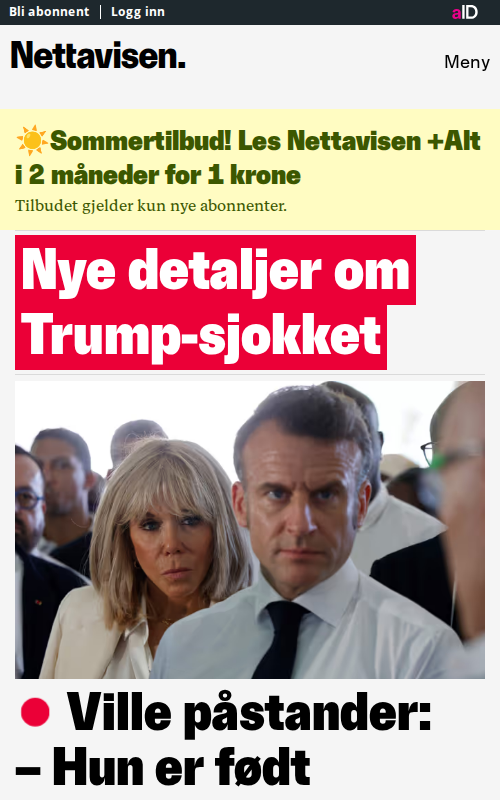 Bli abonnent | Logg inn
aID
Nettavisen.
Meny
☀️Sommertilbud! Les Nettavisen +Alt
i 2 måneder for 1 krone
Tilbudet gjelder kun nye abonnenter.
Nye detaljer om
Trump-sjokket
Ville påstander:
– Hun er født